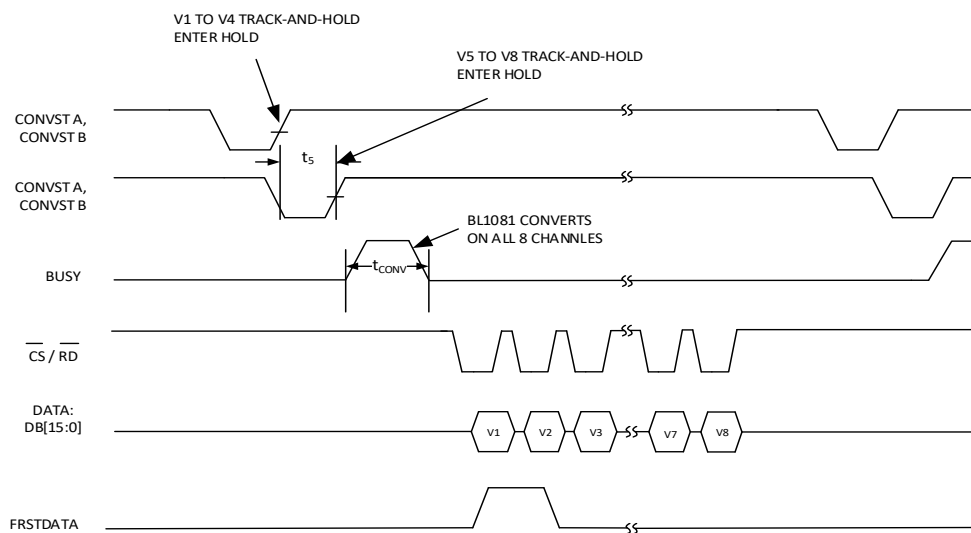 V1 TO V4 TRACK-AND-HOLD
ENTER HOLD
V5 TO V8 TRACK-AND-HOLD
ENTER HOLD
CONVST A,
CONVST B
t5
CONVST A,
CONVST B
BL1081 CONVERTS
ON ALL 8 CHANNLES
BUSY
tCONV
CS / RD
DATA:
DB[15:0]
V1
V2
V3
V7
V8
FRSTDATA